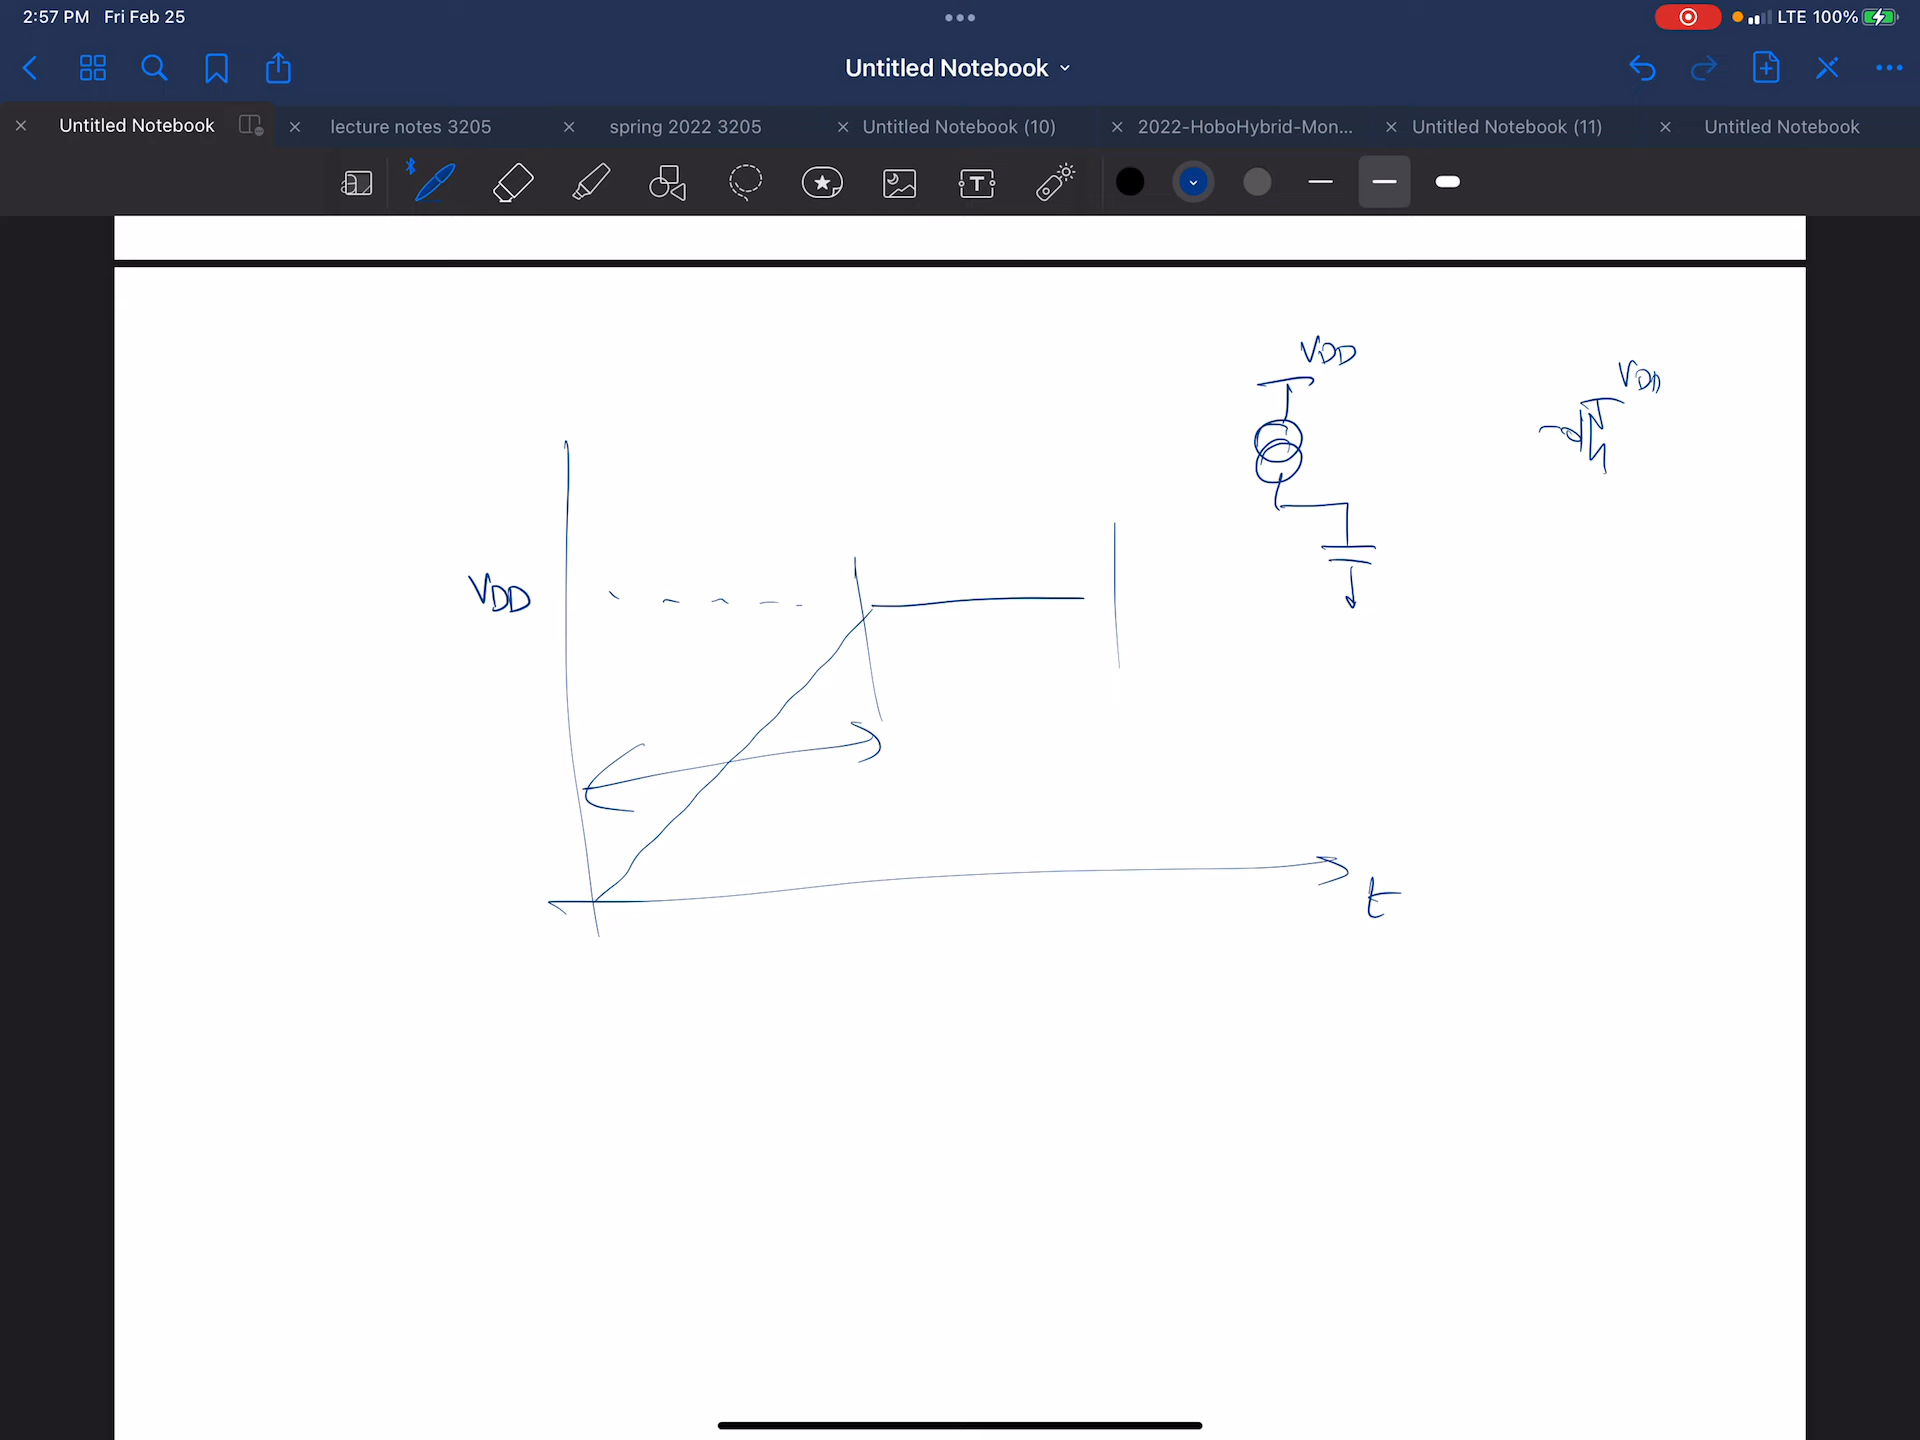 2:57 PM Fri Feb 25
LTE 100%
Untitled Notebook
Untitled Notebook
lecture notes 3205
spring 2022 3205
Untitled Notebook (10)
2022-HoboHybrid-Mon...
Untitled Notebook (11)
Untitled Notebook
T
VDD
VDD
VDD
t